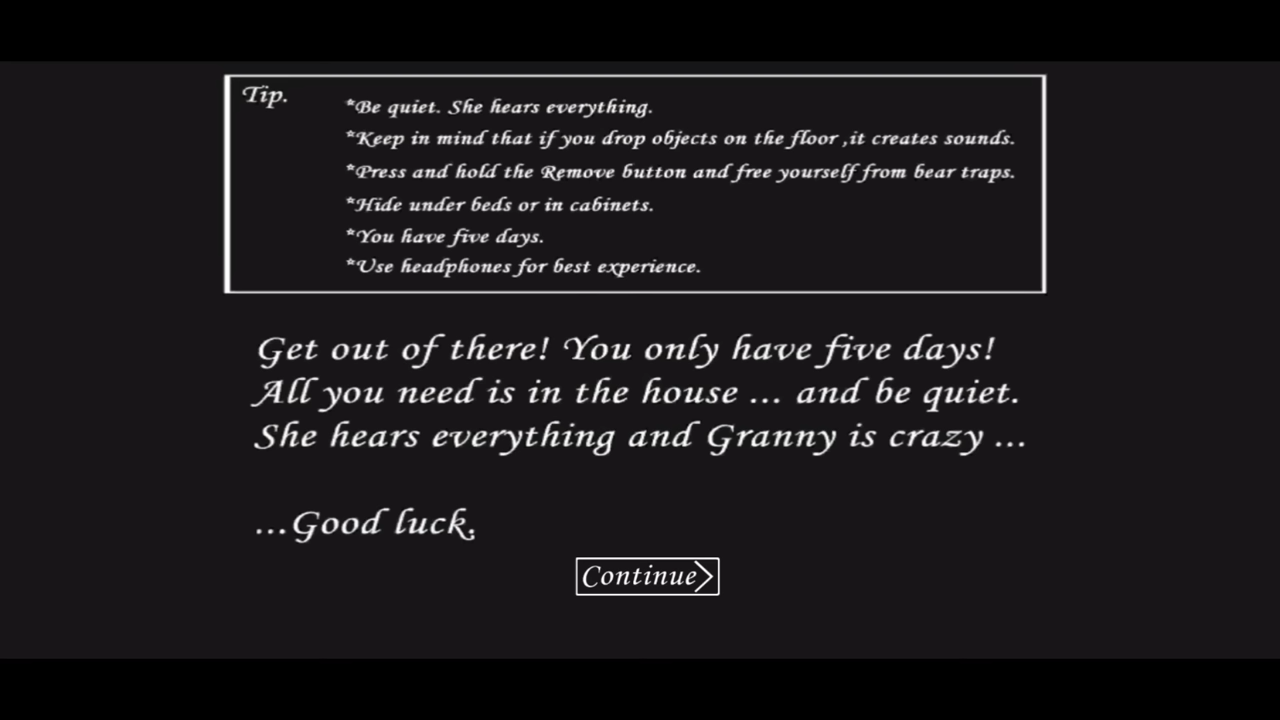 Tip.
*Be quiet. She hears everything.
*Keep in mind that if you drop objects on the floor ,it creates sounds.
*Press and hold the Remove button and free yourself from bear traps.
*Hide under beds or in cabinets.
*You have five days.
*Use headphones for best experience.
Get out of there! You only have five days!
All you need is in the house ... and be quiet.
She hears everything and Granny is crazy ...
...Good luck.
Continue>